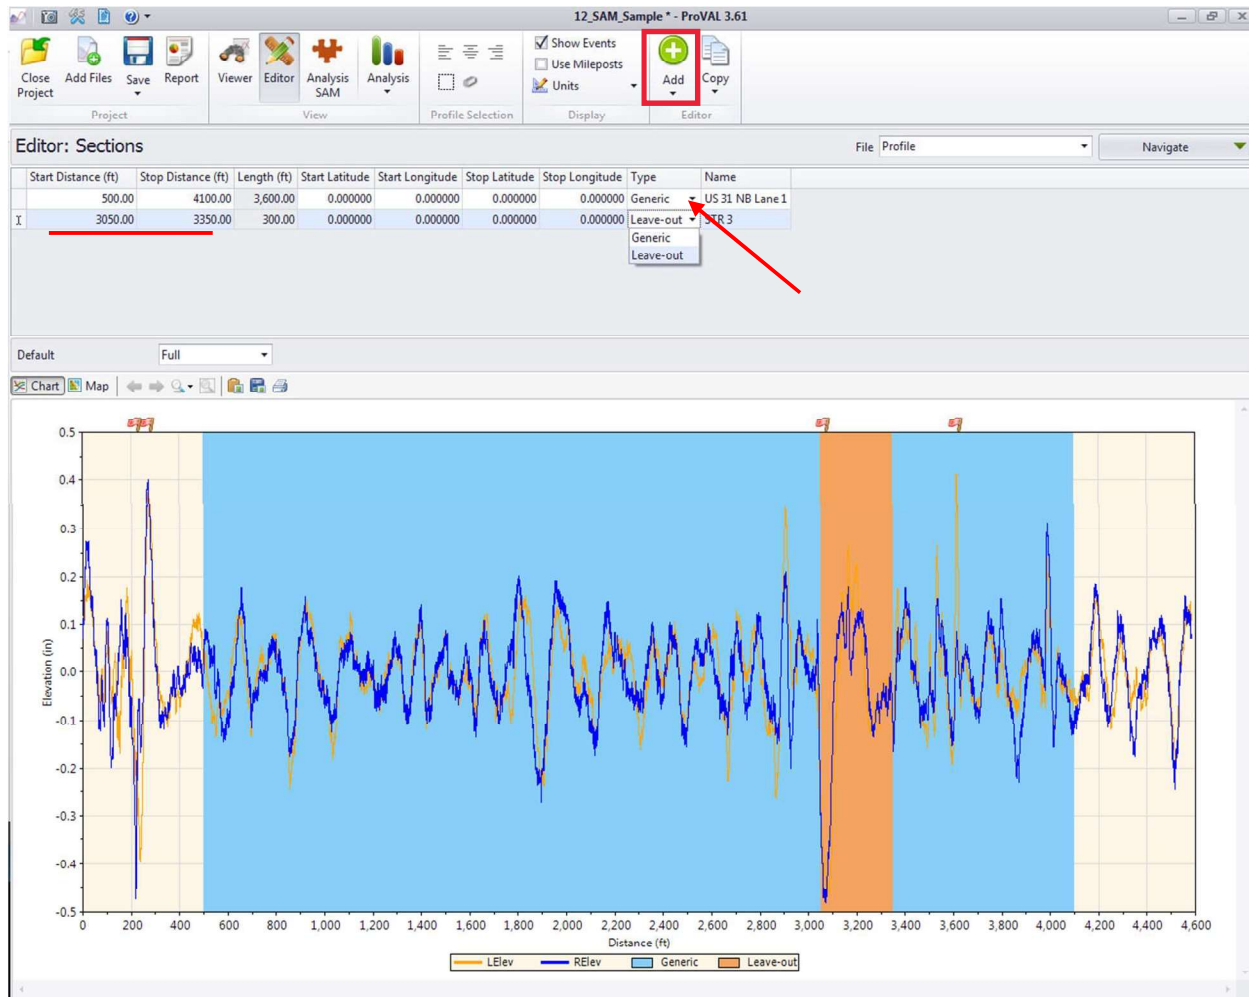 12_SAM_Sample * - ProVAL 3.61
Close Project
Add Files
Save
Report
Viewer
Editor
Analysis SAM
Analysis
Show Events
Use Mileposts
Units
Add
Copy
Project
View
Profile Selection
Display
Editor
Editor: Sections
File Profile
Navigate
Start Distance (ft) Stop Distance (ft) Length (ft) Start Latitude Start Longitude Stop Latitude Stop Longitude Type Name
500.00 4100.00 3,600.00 0.000000 0.000000 0.000000 0.000000 Generic US 31 NB Lane 1
3050.00 3350.00 300.00 0.000000 0.000000 0.000000 0.000000 Leave-out STR 3
Generic
Leave-out
Default Full
Chart Map
0.5
0.4
0.3
0.2
0.1
0.0
-0.1
-0.2
-0.3
-0.4
-0.5
Elevation (in)
0 200 400 600 800 1,000 1,200 1,400 1,600 1,800 2,000 2,200 2,400 2,600 2,800 3,000 3,200 3,400 3,600 3,800 4,000 4,200 4,400 4,600
Distance (ft)
LElev RElev Generic Leave-out